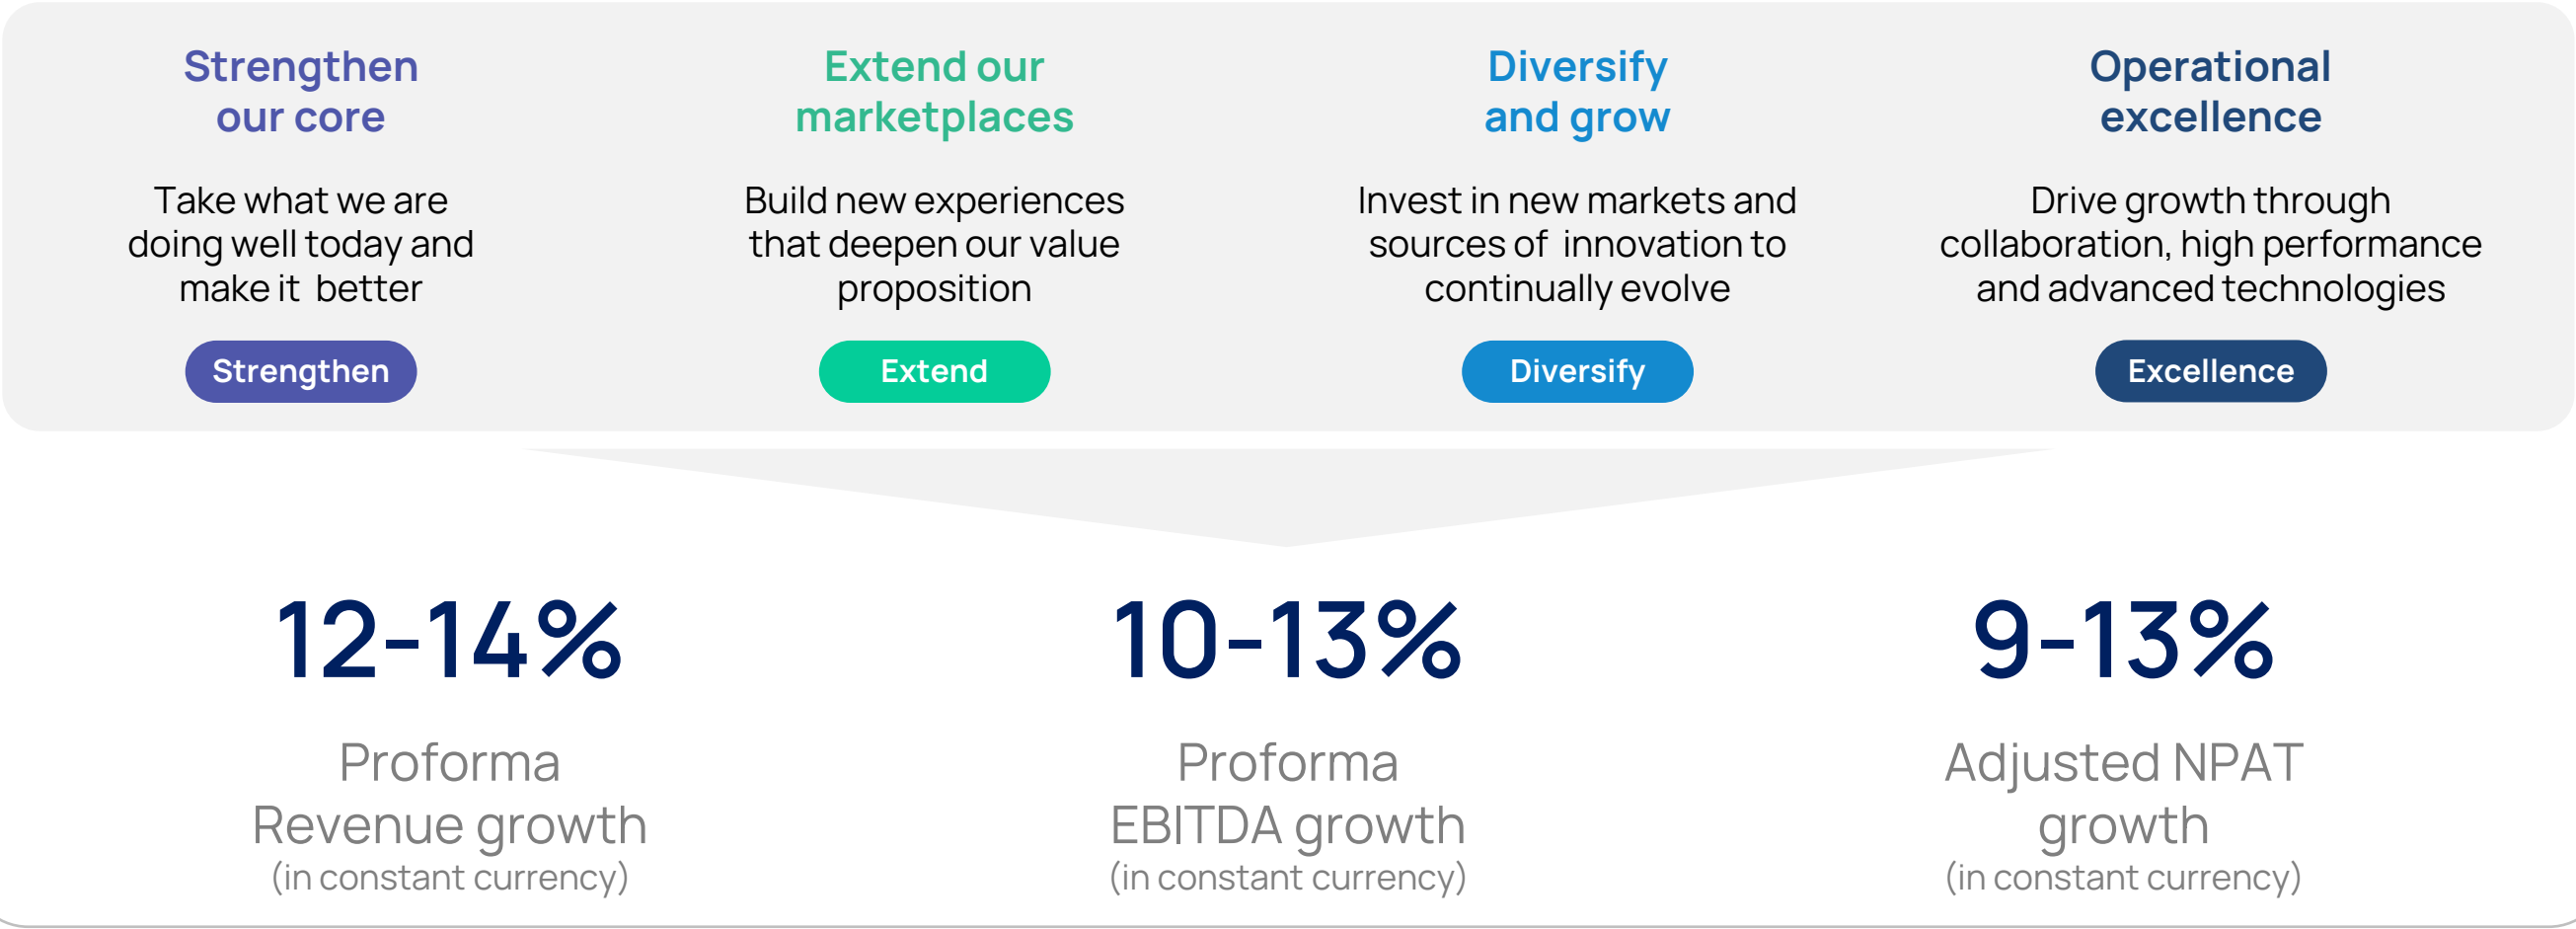 Strengthen
our core
Take what we are
doing well today and
make it better
Strengthen
Extend our
marketplaces
Build new experiences
that deepen our value
proposition
Extend
Diversify
and grow
Invest in new markets and
sources of innovation to
continually evolve
Diversify
Operational
excellence
Drive growth through
collaboration, high performance
and advanced technologies
Excellence
12-14%
Proforma
Revenue growth
(in constant currency)
10-13%
Proforma
EBITDA growth
(in constant currency)
9-13%
Adjusted NPAT
growth
(in constant currency)